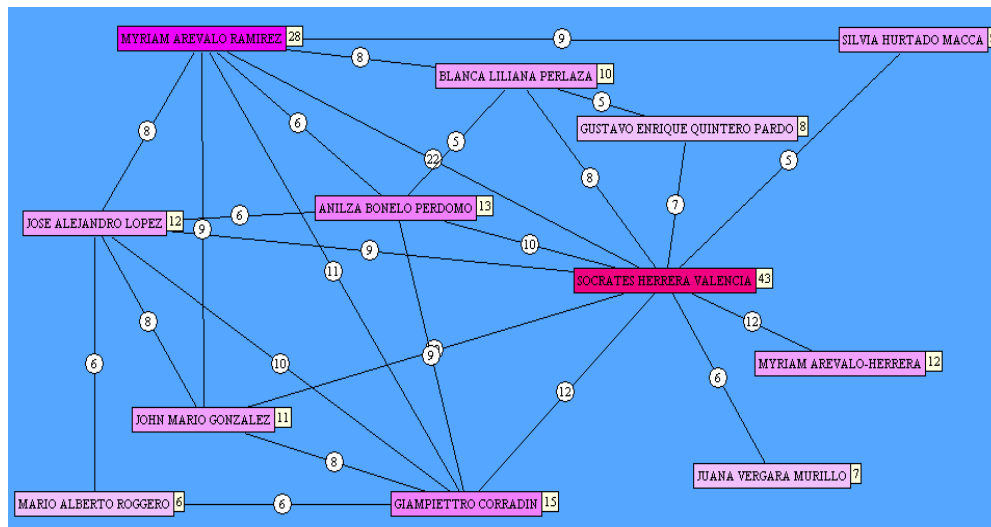 MYRIAM AREVALO RAMIREZ 28
9
SILVIA HURTADO MACCA
8
BLANCA LILIANA PERLAZA 10
5
GUSTAVO ENRIQUE QUINTERO PARDO 8
8
6
5
22
5
8
7
ANILZA BONELO PERDOMO 13
JOSE ALEJANDRO LOPEZ 12
6
9
9
10
11
SOCRATES HERRERA VALENCIA 43
8
12
9
6
10
12
6
MYRIAM AREVALO-HERRERA 12
JOHN MARIO GONZALEZ 11
8
JUANA VERGARA MURILLO 7
MARIO ALBERTO ROGGERO 6
6
GIAMPIETTRO CORRADIN 15